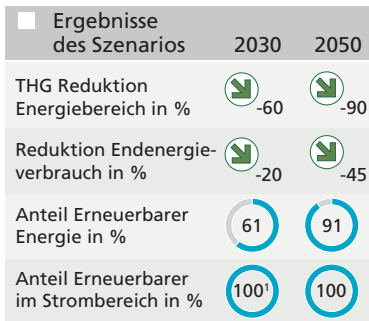 Ergebnisse
des Szenarios 2030 2050
THG Reduktion
Energiebereich in % -60 -90
Reduktion Endenergie-
verbrauch in % -20 -45
Anteil Erneuerbarer
Energie in % 61 91
Anteil Erneuerbarer
im Strombereich in % 100¹ 100